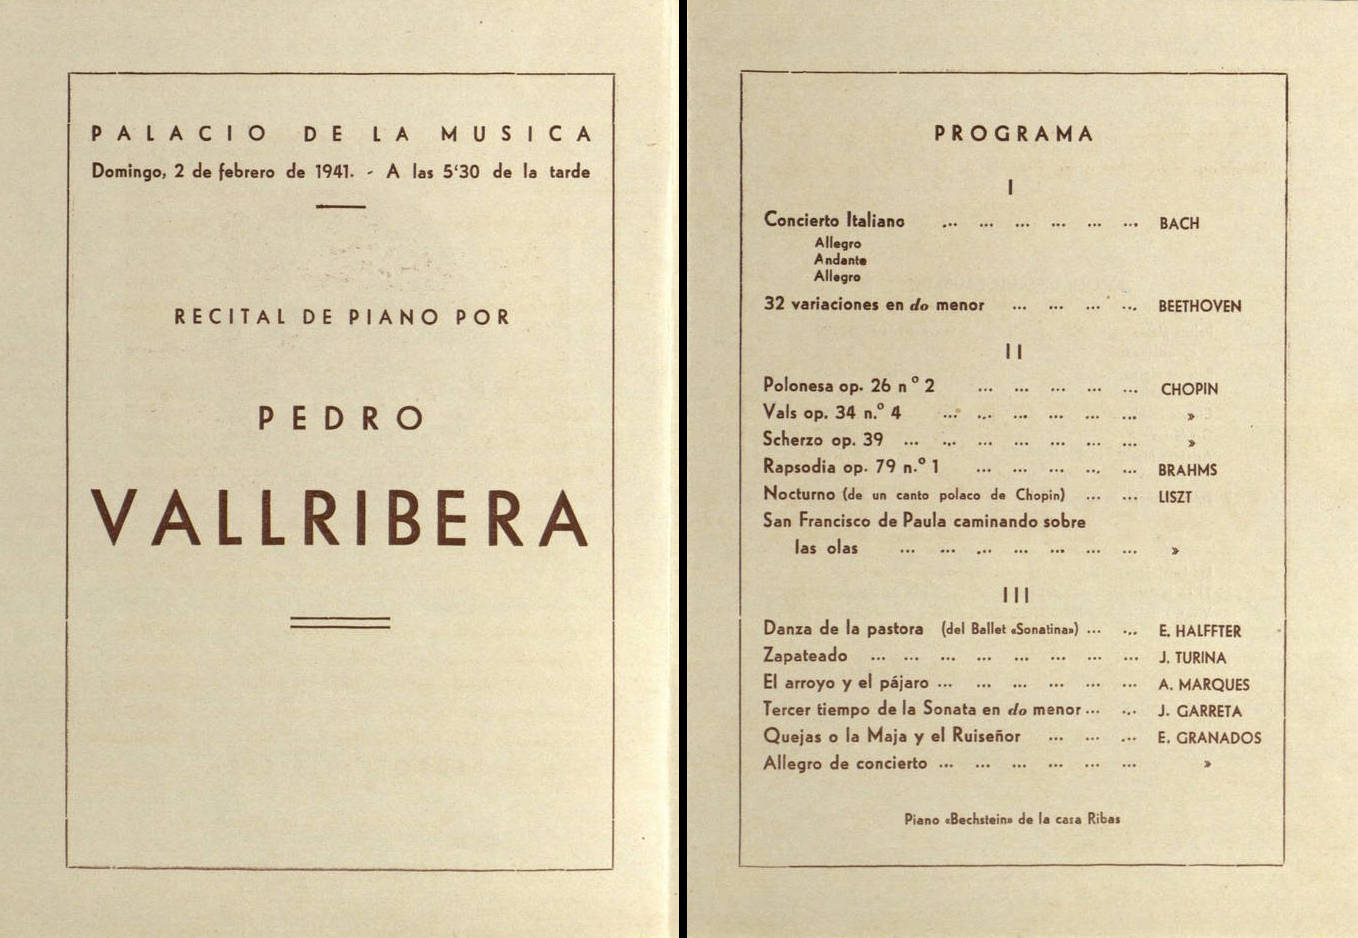 PALACIO DE LA MUSICA
Domingo, 2 de febrero de 1941. - A las 5'30 de la tarde
RECITAL DE PIANO POR
PEDRO
VALLRIBERA
PROGRAMA
I
Concierto Italiano ... ... ... ... ... ... BACH
Allegro
Andante
Allegro
32 variaciones en do menor ... ... ... ... BEETHOVEN
II
Polonesa op. 26 nº 2 ... ... ... ... ... CHOPIN
Vals op. 34 n.º 4 ... ... ... ... ... ... »
Scherzo op. 39 ... ... ... ... ... ... ... »
Rapsodia op. 79 n.º 1 ... ... ... ... ... BRAHMS
Nocturno (de un canto polaco de Chopin) ... ... LISZT
San Francisco de Paula caminando sobre
las olas ... ... ... ... ... ... ... »
III
Danza de la pastora (del Ballet «Sonatina») ... ... E. HALFFTER
Zapateado ... ... ... ... ... ... ... ... J. TURINA
El arroyo y el pájaro ... ... ... ... ... ... A. MARQUES
Tercer tiempo de la Sonata en do menor ... ... J. GARRETA
Quejas o la Maja y el Ruiseñor ... ... ... E. GRANADOS
Allegro de concierto ... ... ... ... ... ... »
Piano «Bechstein» de la casa Ribas